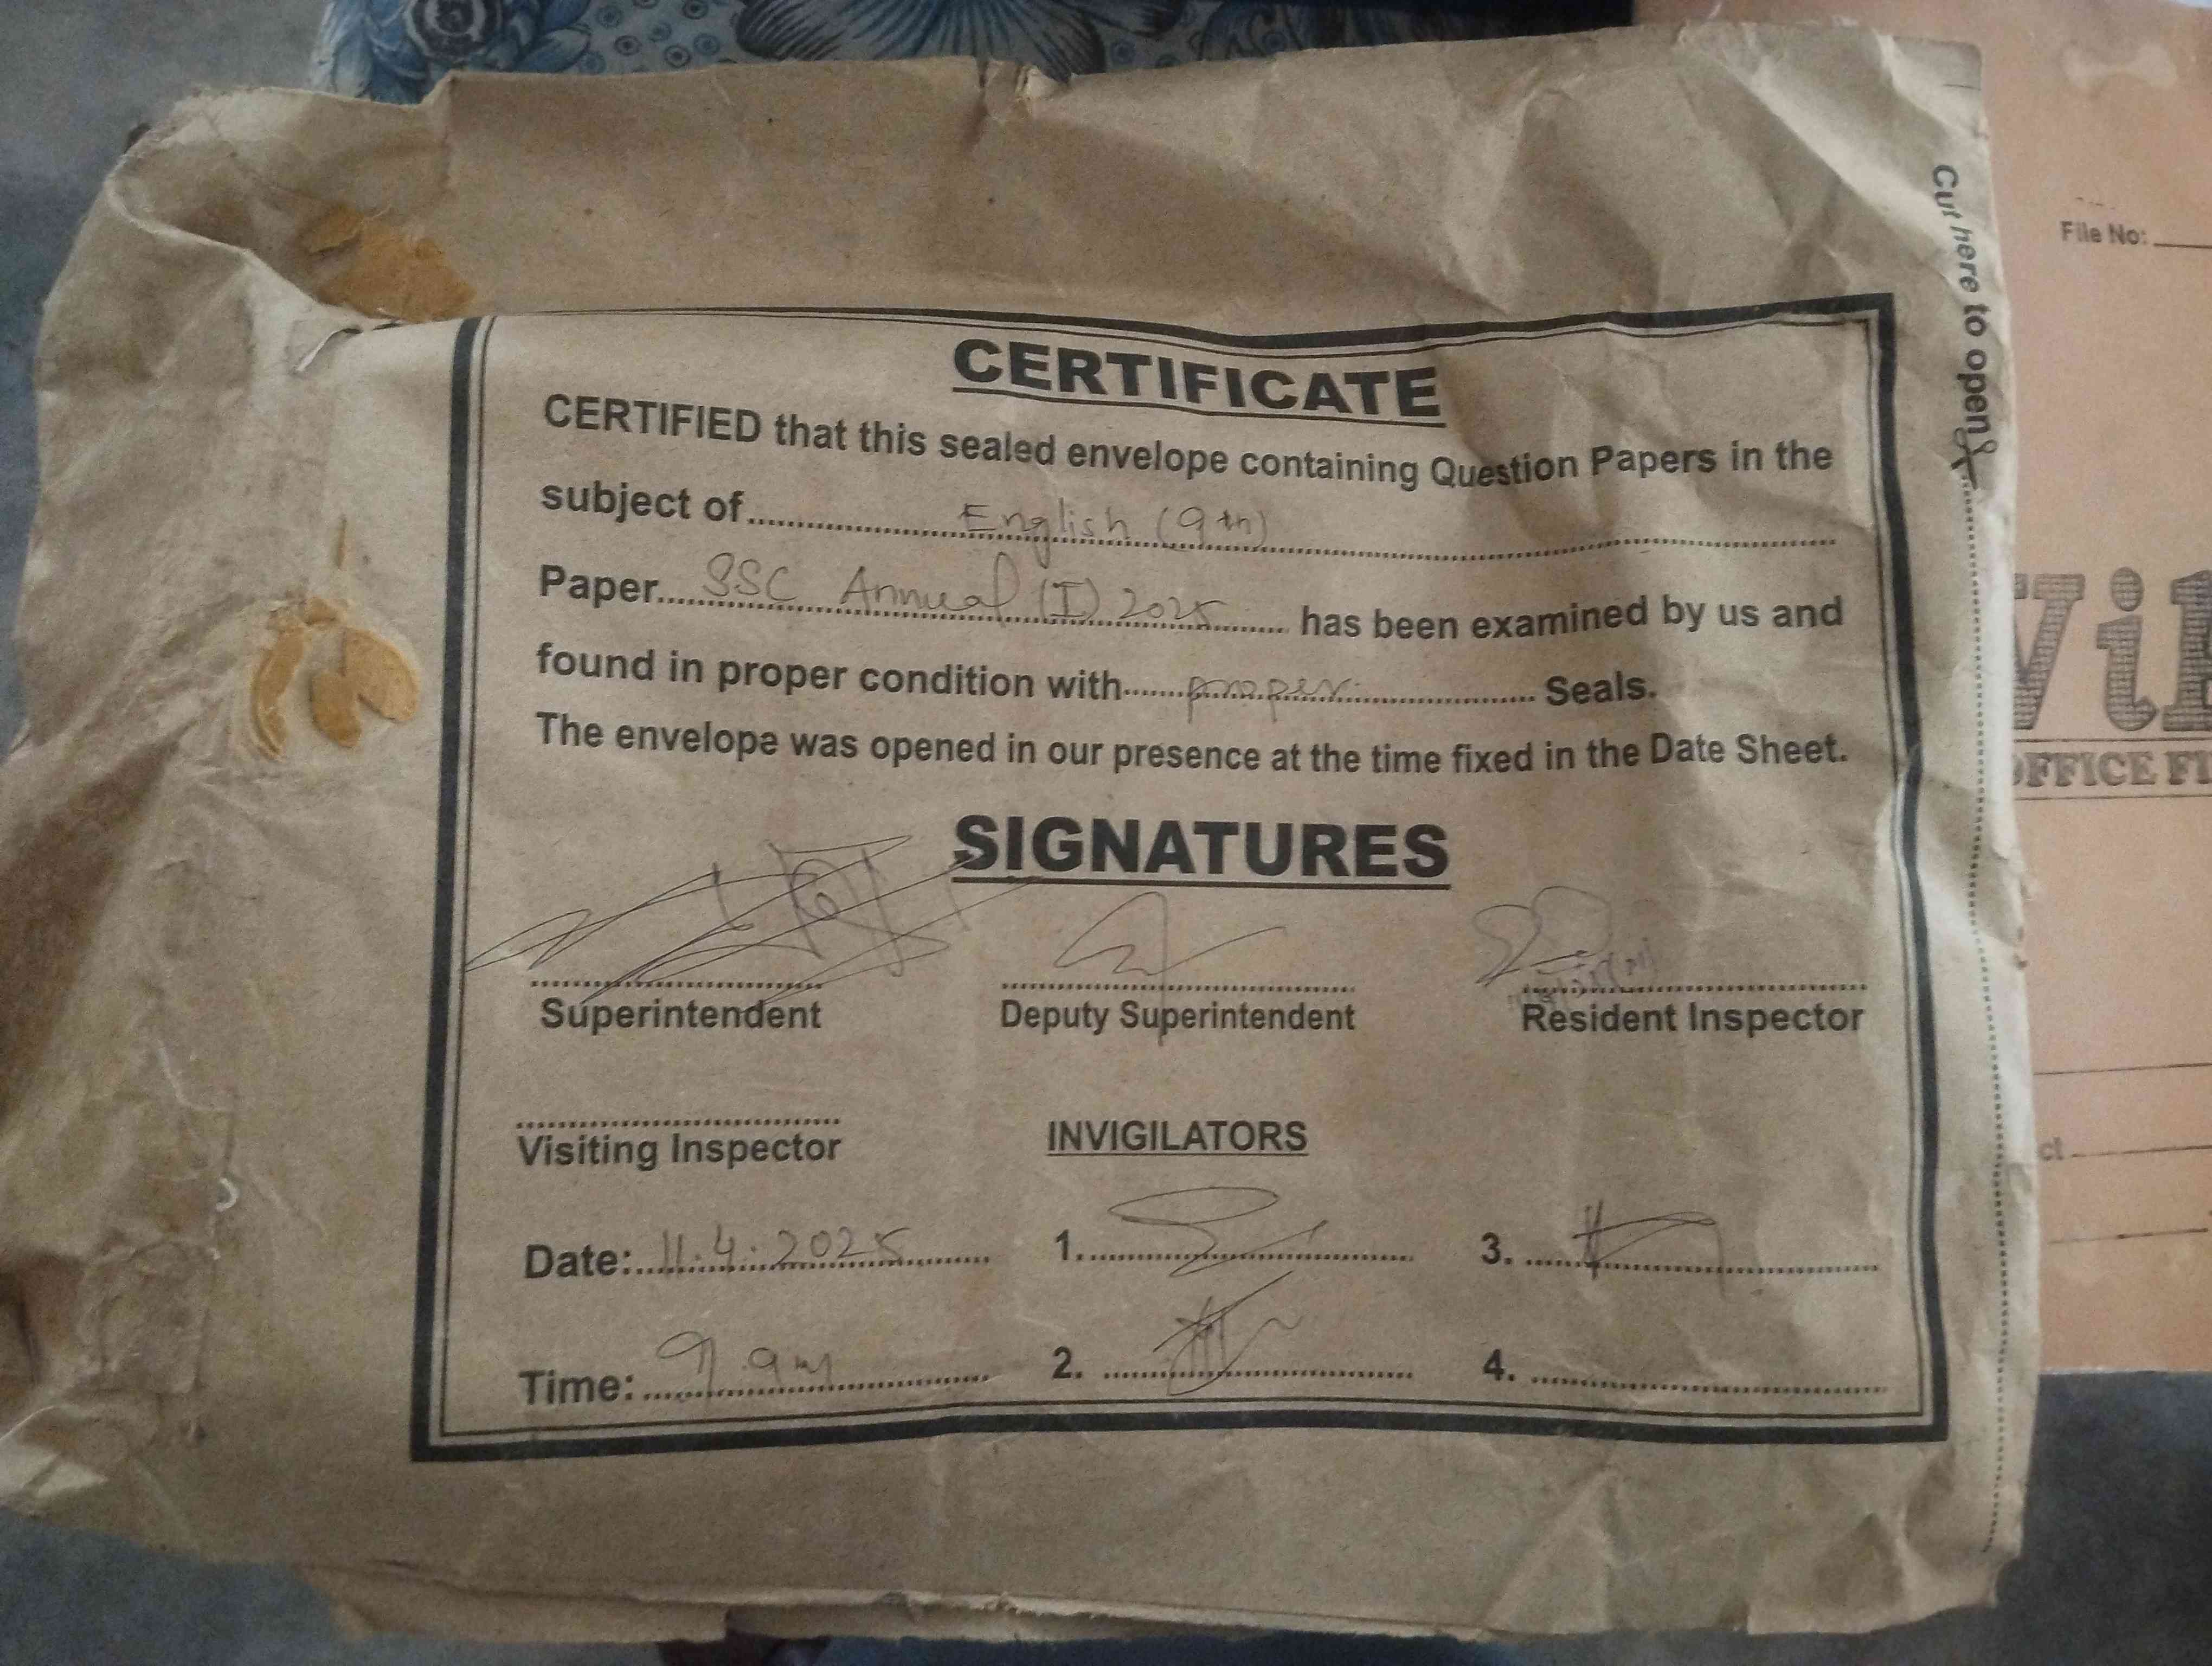 CERTIFICATE
CERTIFIED that this sealed envelope containing Question Papers in the
subject of English (9th)
Paper SSC Annual (I) 2025 has been examined by us and
found in proper condition with proper Seals.
The envelope was opened in our presence at the time fixed in the Date Sheet.
SIGNATURES
Superintendent Deputy Superintendent Resident Inspector
Visiting Inspector INVIGILATORS
Date: 11.4.2025 1. 3.
Time: 9.am 2. 4.
Cut here to open
File No:
OFFICE FI